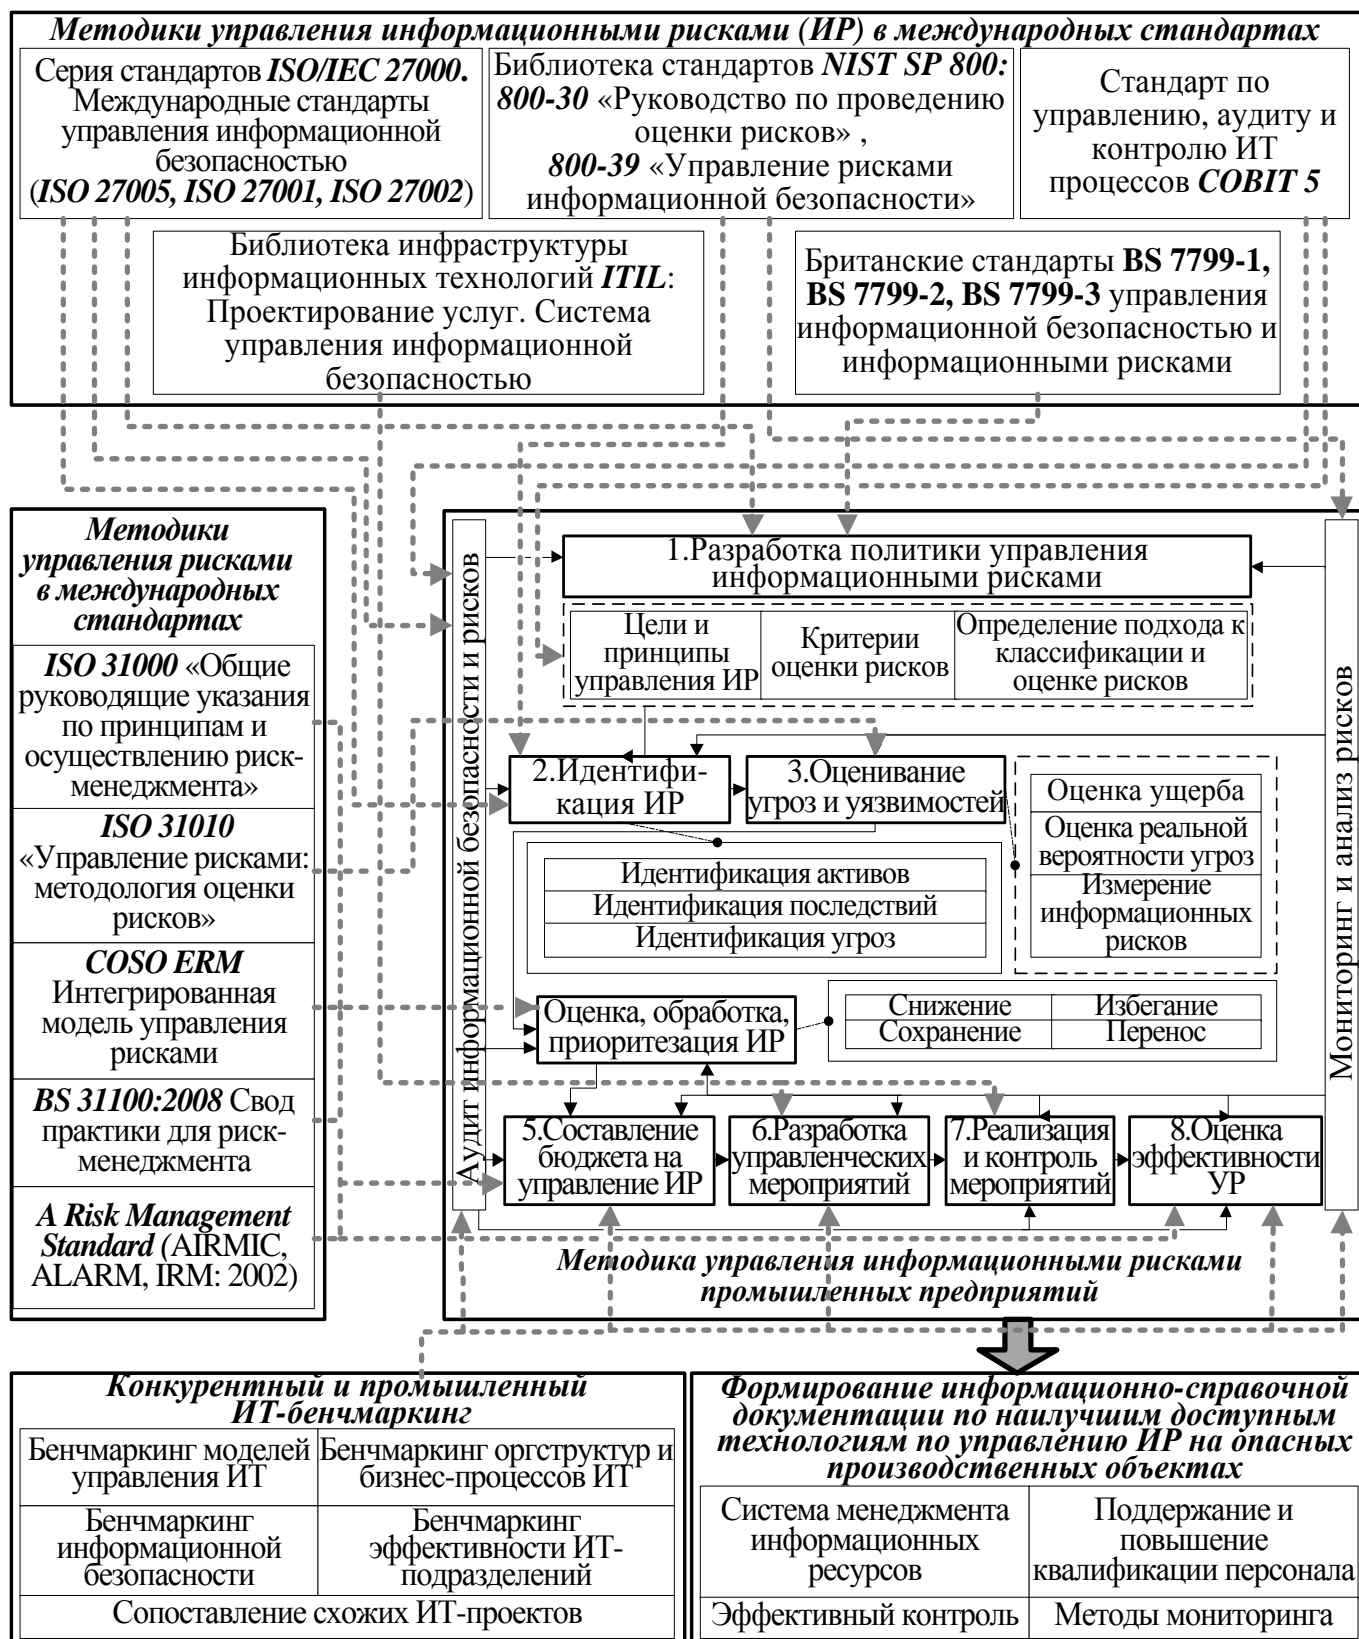 Методики управления информационными рисками (ИР) в международных стандартах
Серия стандартов ISO/IEC 27000.
Международные стандарты
управления информационной
безопасностью
(ISO 27005, ISO 27001, ISO 27002)
Библиотека стандартов NIST SP 800:
800-30 «Руководство по проведению
оценки рисков» ,
800-39 «Управление рисками
информационной безопасности»
Стандарт по
управлению, аудиту и
контролю ИТ
процессов COBIT 5
Библиотека инфраструктуры
информационных технологий ITIL:
Проектирование услуг. Система
управления информационной
безопасностью
Британские стандарты BS 7799-1,
BS 7799-2, BS 7799-3 управления
информационной безопасностью и
информационными рисками
Методики
управления рисками
в международных
стандартах
ISO 31000 «Общие
руководящие указания
по принципам и
осуществлению риск-
менеджмента»
ISO 31010
«Управление рисками:
методология оценки
рисков»
COSO ERM
Интегрированная
модель управления
рисками
BS 31100:2008 Свод
практики для риск-
менеджмента
A Risk Management
Standard (AIRMIC,
ALARM, IRM: 2002)
Аудит информационной безопасности и рисков
1.Разработка политики управления
информационными рисками
Цели и
принципы
управления ИР
Критерии
оценки рисков
Определение подхода к
классификации и
оценке рисков
2.Идентифи-
кация ИР
3.Оценивание
угроз и уязвимостей
Оценка ущерба
Оценка реальной
вероятности угроз
Измерение
информационных
рисков
Идентификация активов
Идентификация последствий
Идентификация угроз
Оценка, обработка,
приоритезация ИР
Снижение
Избегание
Сохранение
Перенос
5.Составление
бюджета на
управление ИР
6.Разработка
управленческих
мероприятий
7.Реализация
и контроль
мероприятий
8.Оценка
эффективности
УР
Мониторинг и анализ рисков
Методика управления информационными рисками
промышленных предприятий
Конкурентный и промышленный
ИТ-бенчмаркинг
Бенчмаркинг моделей
управления ИТ
Бенчмаркинг оргструктур и
бизнес-процессов ИТ
Бенчмаркинг
информационной
безопасности
Бенчмаркинг
эффективности ИТ-
подразделений
Сопоставление схожих ИТ-проектов
Формирование информационно-справочной
документации по наилучшим доступным
технологиям по управлению ИР на опасных
производственных объектах
Система менеджмента
информационных
ресурсов
Поддержание и
повышение
квалификации персонала
Эффективный контроль
Методы мониторинга